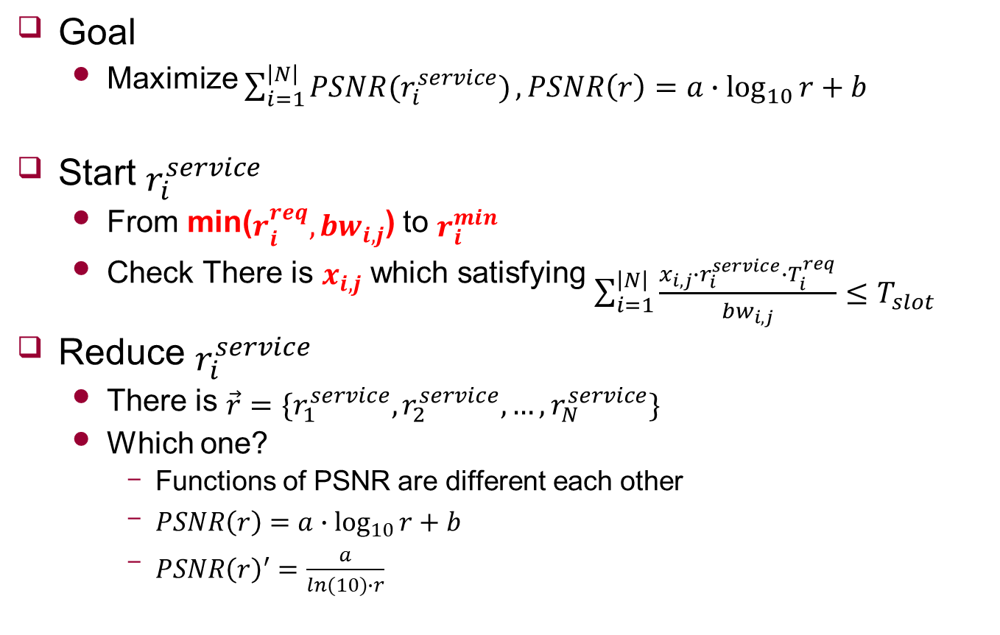 Goal
Maximize $\sum_{i=1}^{|N|} PSNR(r_i^{service}), PSNR(r) = a \cdot \log_{10} r + b$
Start $r_i^{service}$
From $\min(r_i^{req}, bw_{i,j})$ to $r_i^{min}$
Check There is $x_{i,j}$ which satisfying $\sum_{i=1}^{|N|} \frac{x_{i,j} \cdot r_i^{service} \cdot T_i^{req}}{bw_{i,j}} \leq T_{slot}$
Reduce $r_i^{service}$
There is $\vec{r} = \{r_1^{service}, r_2^{service}, \ldots, r_N^{service}\}$
Which one?
– Functions of PSNR are different each other
– $PSNR(r) = a \cdot \log_{10} r + b$
– $PSNR(r)' = \frac{a}{ln(10) \cdot r}$